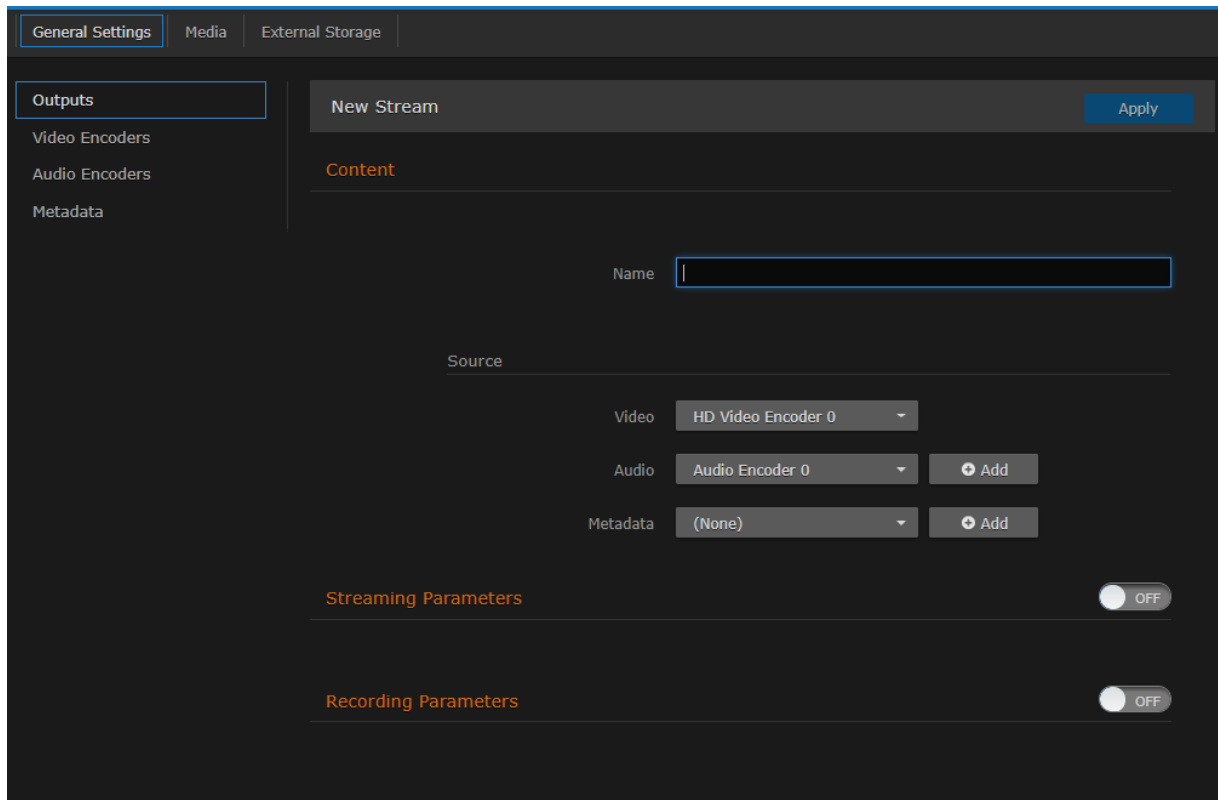 General Settings Media External Storage
Outputs
Video Encoders
Audio Encoders
Metadata
New Stream Apply
Content
Name
Source
Video HD Video Encoder 0
Audio Audio Encoder 0 Add
Metadata (None) Add
Streaming Parameters OFF
Recording Parameters OFF